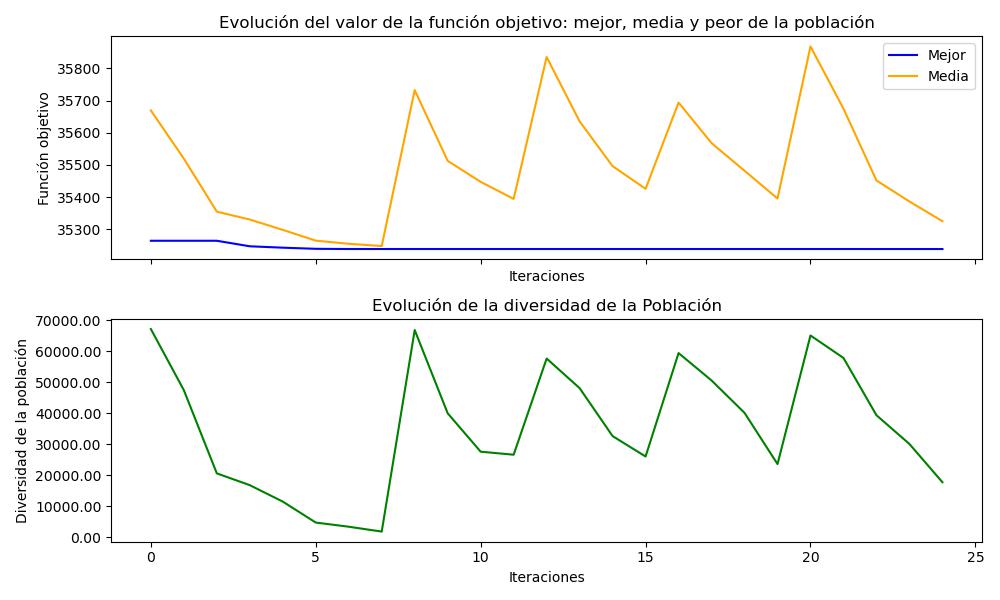 Evolución del valor de la función objetivo: mejor, media y peor de la población
Función objetivo
35800
35700
35600
35500
35400
35300
Mejor
Media
Iteraciones
Evolución de la diversidad de la Población
Diversidad de la población
70000.00
60000.00
50000.00
40000.00
30000.00
20000.00
10000.00
0.00
0 5 10 15 20 25
Iteraciones